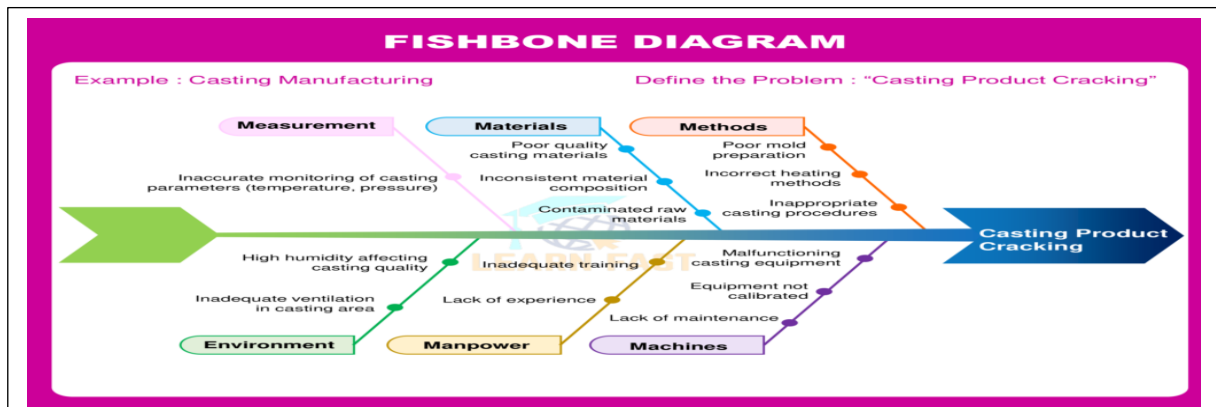 FISHBONE DIAGRAM
Example : Casting Manufacturing
Define the Problem : “Casting Product Cracking”
Measurement
Materials
Methods
Poor quality
casting materials
Poor mold
preparation
Inaccurate monitoring of casting
parameters (temperature, pressure)
Inconsistent material
composition
Incorrect heating
methods
Contaminated raw
materials
Inappropriate
casting procedures
Casting Product
Cracking
LEARN FAST
High humidity affecting
casting quality
Inadequate training
Malfunctioning
casting equipment
Inadequate ventilation
in casting area
Lack of experience
Equipment not
calibrated
Lack of maintenance
Environment
Manpower
Machines